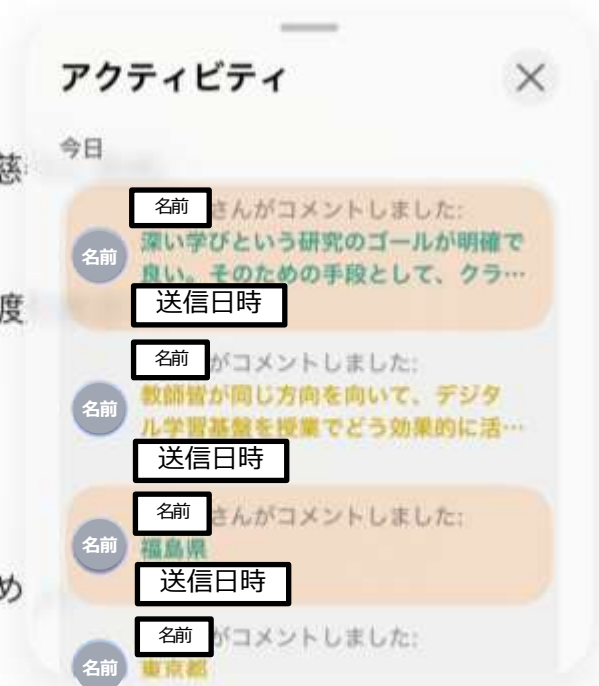 アクティビティ
今日
慈
名前 さんがコメントしました:
名前
深い学びという研究のゴールが明確で
良い。そのための手段として、クラ…
送信日時
度
名前 がコメントしました:
名前
教師皆が同じ方向を向いて、デジタ
ル学習基盤を授業でどう効果的に活…
送信日時
名前 さんがコメントしました:
名前
福島県
送信日時
め
名前 がコメントしました:
名前
東京都